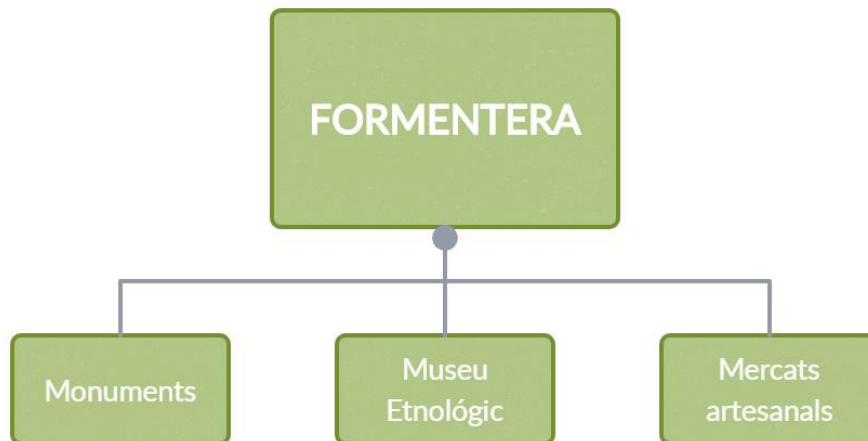 FORMENTERA
Monuments
Museu
Etnológic
Mercats
artesanals